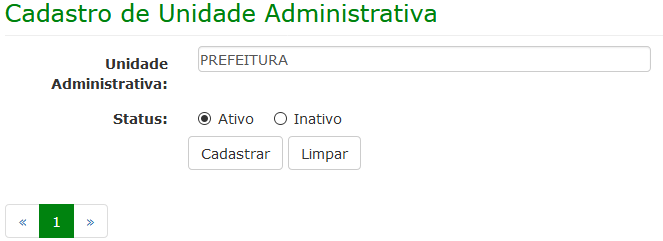 Cadastro de Unidade Administrativa
Unidade Administrativa: PREFEITURA
Status: Ativo Inativo
Cadastrar Limpar
« 1 »